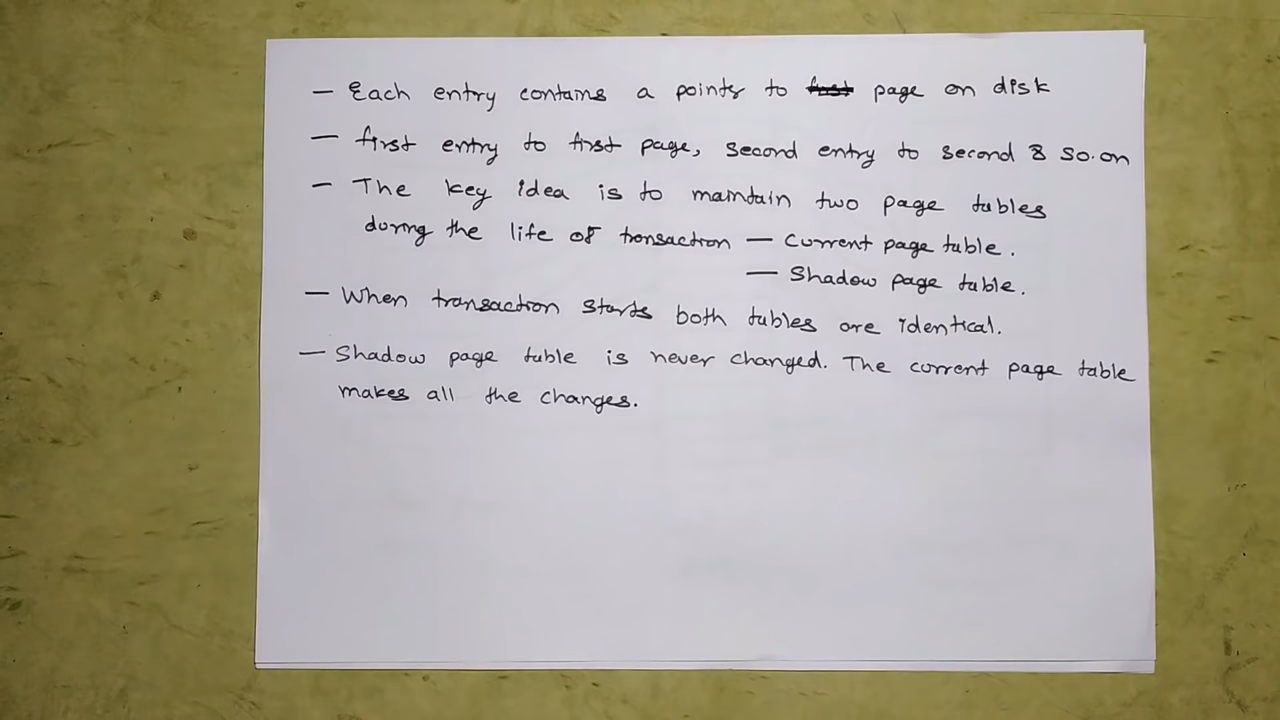 — Each entry contains a pointer to first page on disk
— first entry to first page, second entry to second & so.on
— The key idea is to maintain two page tables
during the life of transaction — current page table.
— Shadow page table.
— When transaction starts both tables are identical.
— Shadow page table is never changed. The current page table
makes all the changes.